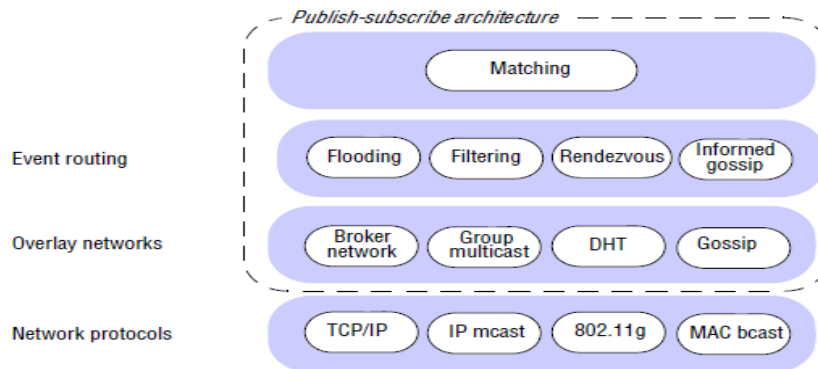 Publish-subscribe architecture
Matching
Event routing
Flooding
Filtering
Rendezvous
Informed
gossip
Overlay networks
Broker
network
Group
multicast
DHT
Gossip
Network protocols
TCP/IP
IP mcast
802.11g
MAC bcast